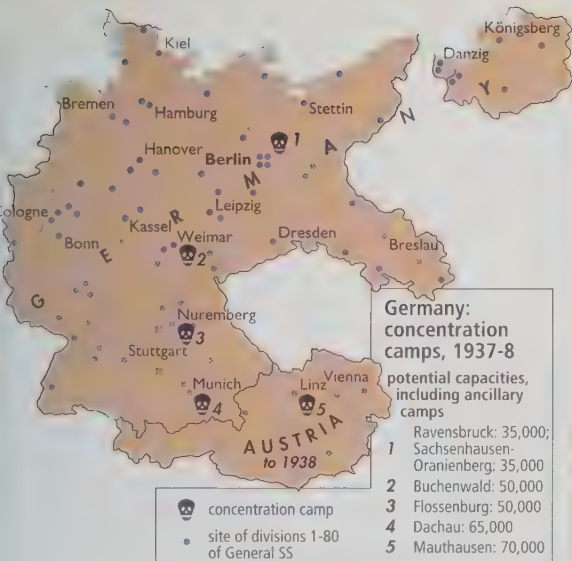 Kiel
Königsberg
Danzig
Bremen
Hamburg
Stettin
Hanover
Berlin
1
Cologne
Bonn
Kassel
Weimar
2
Leipzig
Dresden
Breslau
GERMANY
Nuremberg
3
Stuttgart
Munich
4
Linz
Vienna
5
AUSTRIA
to 1938
Germany:
concentration
camps, 1937-8
potential capacities,
including ancillary
camps
Ravensbruck: 35,000;
1 Sachsenhausen-
Oranienberg: 35,000
2 Buchenwald: 50,000
3 Flossenburg: 50,000
4 Dachau: 65,000
5 Mauthausen: 70,000
concentration camp
site of divisions 1-80
of General SS